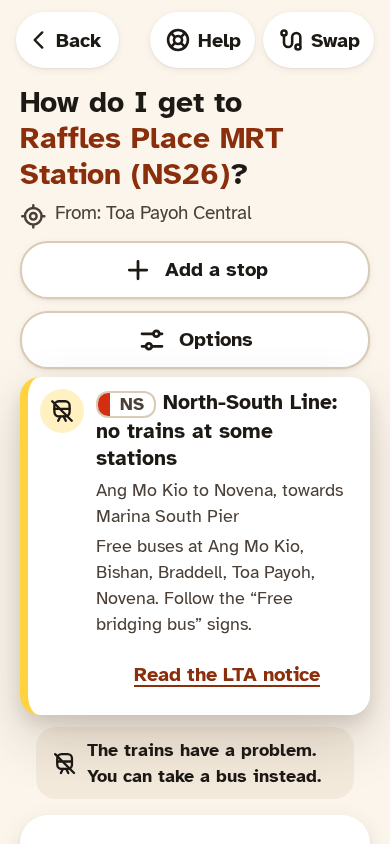 Back
Help
Swap
How do I get to
Raffles Place MRT
Station (NS26)?
From: Toa Payoh Central
Add a stop
Options
NS North-South Line:
no trains at some
stations
Ang Mo Kio to Novena, towards
Marina South Pier
Free buses at Ang Mo Kio,
Bishan, Braddell, Toa Payoh,
Novena. Follow the “Free
bridging bus” signs.
Read the LTA notice
The trains have a problem.
You can take a bus instead.